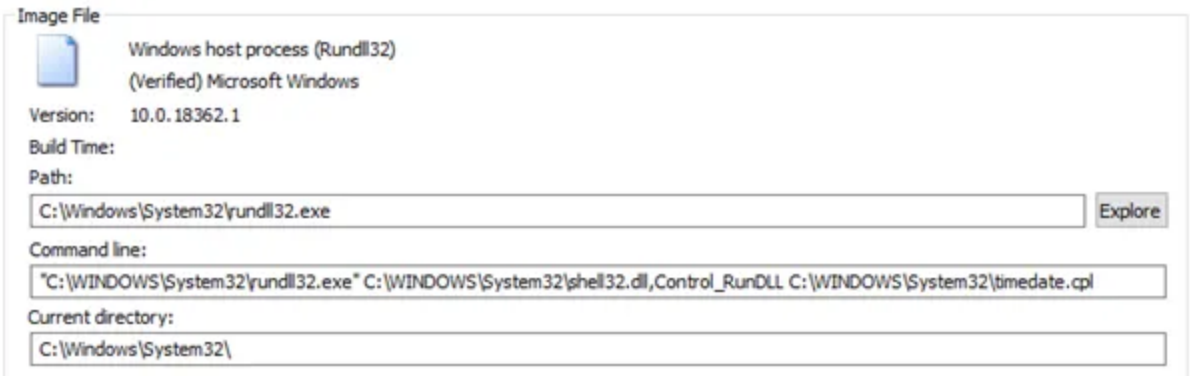 Image File
Windows host process (Rundll32)
(Verified) Microsoft Windows
Version: 10.0.18362.1
Build Time:
Path:
C:\Windows\System32\rundll32.exe Explore
Command line:
"C:\WINDOWS\System32\rundll32.exe" C:\WINDOWS\System32\shell32.dll,Control_RunDLL C:\WINDOWS\System32\timedate.cpl
Current directory:
C:\Windows\System32\